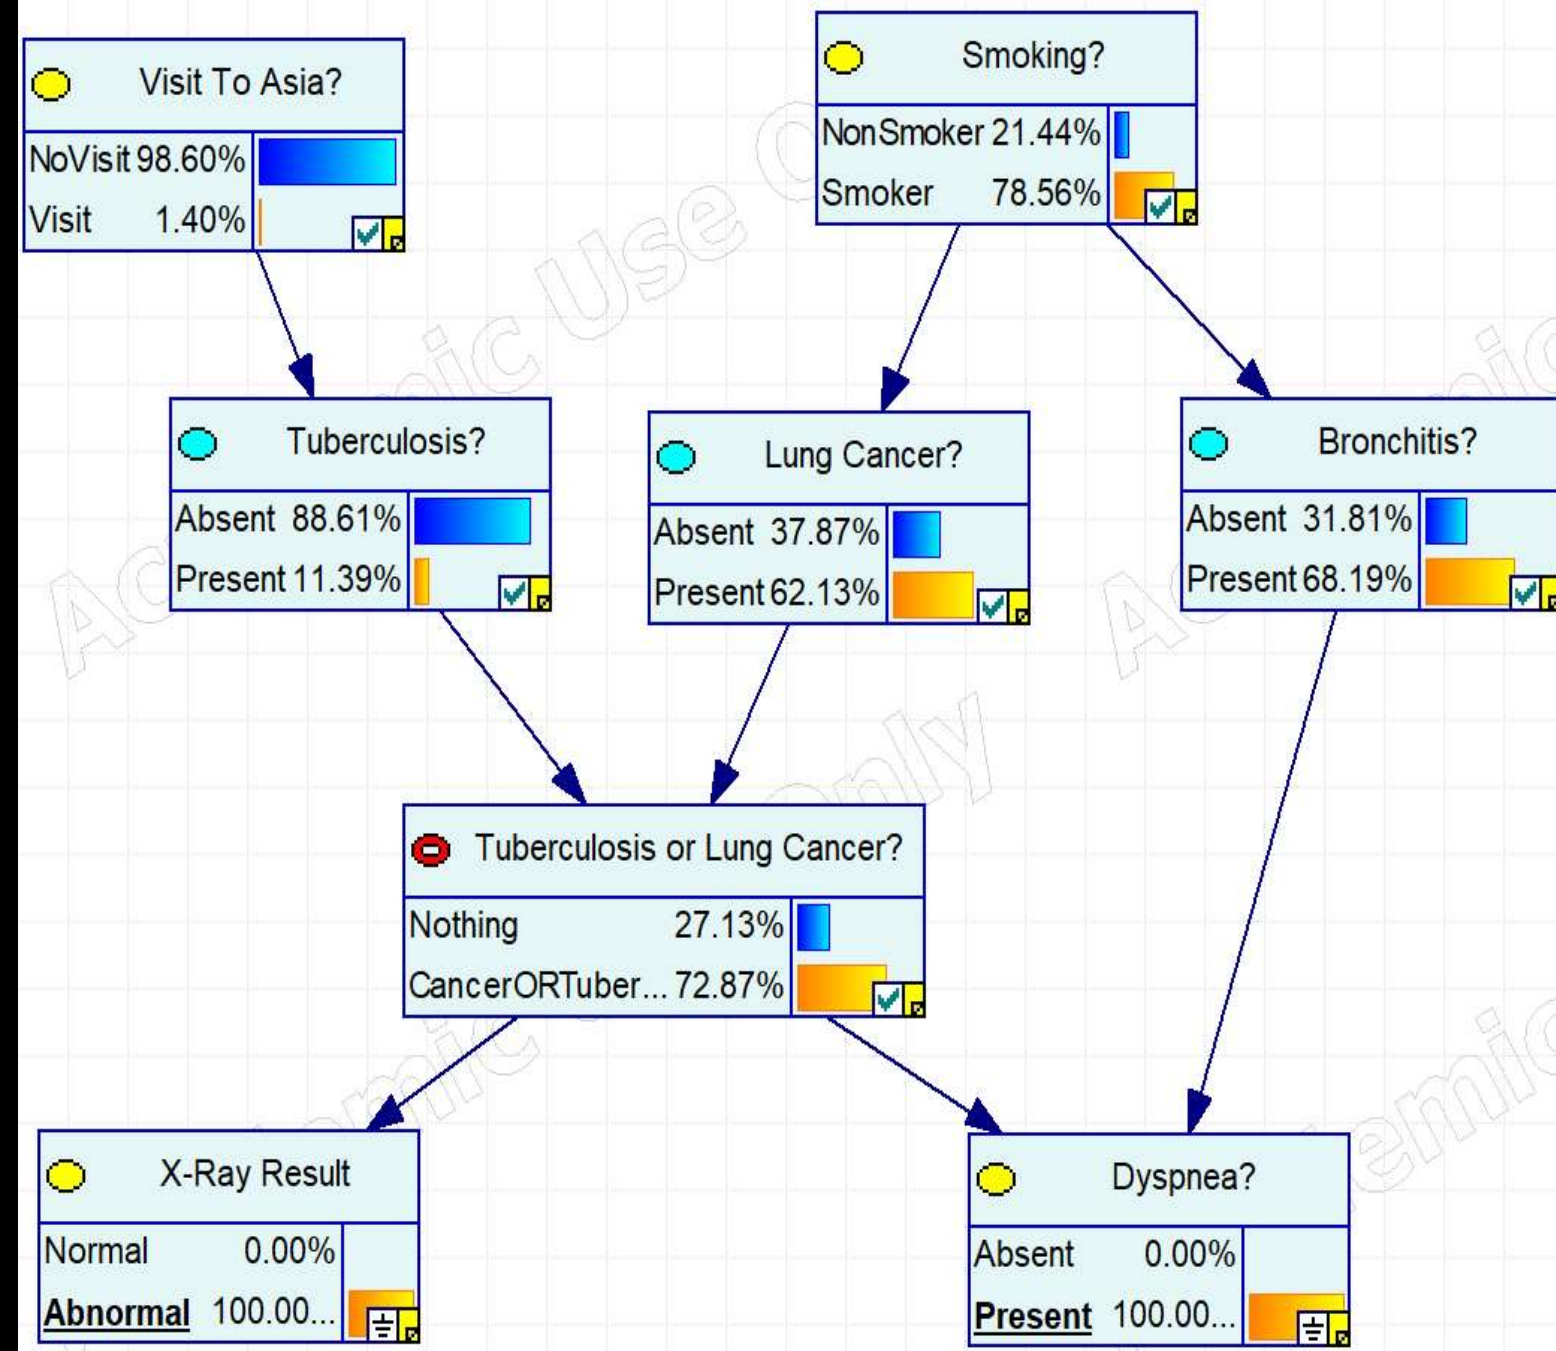 Visit To Asia?
NoVisit 98.60%
Visit 1.40%
Smoking?
NonSmoker 21.44%
Smoker 78.56%
Tuberculosis?
Absent 88.61%
Present 11.39%
Lung Cancer?
Absent 37.87%
Present 62.13%
Bronchitis?
Absent 31.81%
Present 68.19%
Tuberculosis or Lung Cancer?
Nothing 27.13%
CancerORTuber... 72.87%
X-Ray Result
Normal 0.00%
Abnormal 100.00...
Dyspnea?
Absent 0.00%
Present 100.00...